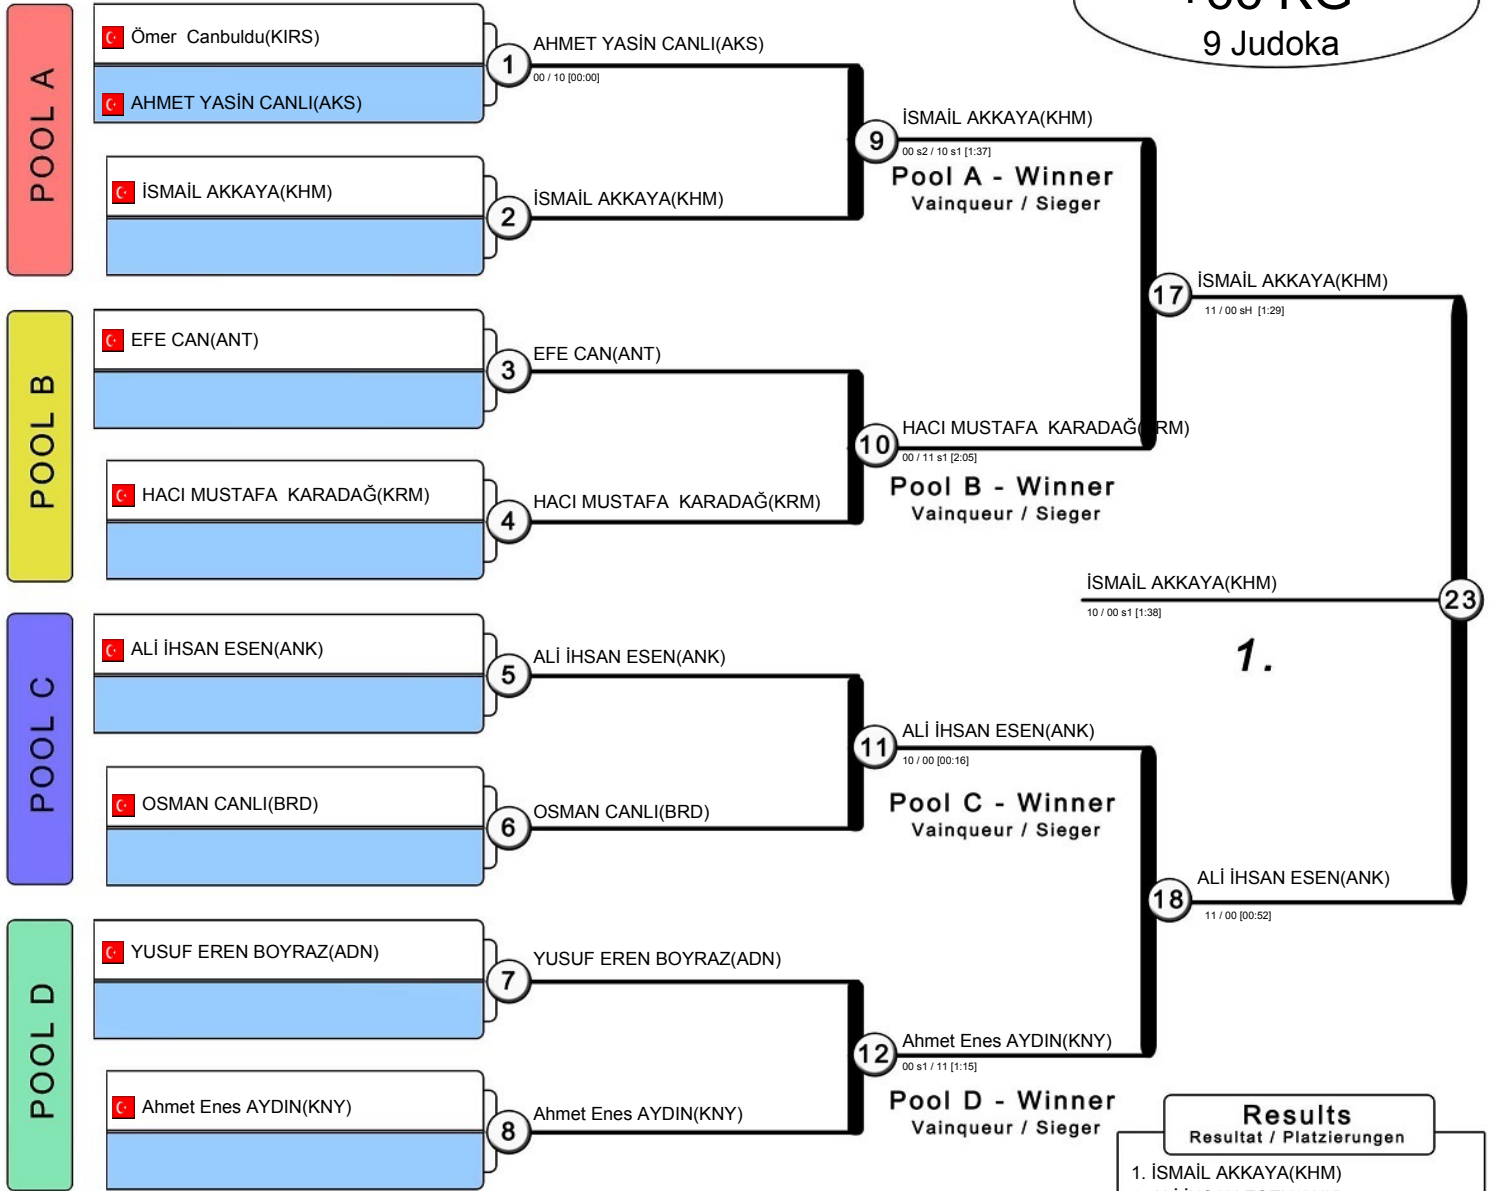 KG
9 Judoka
POOL A
Ömer  Canbuldu(KIRS)
AHMET YASİN CANLI(AKS)
1
AHMET YASİN CANLI(AKS)
00 / 10 [00:00]
İSMAİL AKKAYA(KHM)
2
İSMAİL AKKAYA(KHM)
9
İSMAİL AKKAYA(KHM)
00 s2 / 10 s1 [1:37]
Pool A - Winner
Vainqueur / Sieger
POOL B
EFE CAN(ANT)
3
EFE CAN(ANT)
HACI MUSTAFA  KARADAĞ(KRM)
4
HACI MUSTAFA  KARADAĞ(KRM)
10
HACI MUSTAFA  KARADAĞ(KRM)
00 / 11 s1 [2:05]
Pool B - Winner
Vainqueur / Sieger
17
İSMAİL AKKAYA(KHM)
11 / 00 sH  [1:29]
İSMAİL AKKAYA(KHM)
10 / 00 s1 [1:38]
23
1.
POOL C
ALİ İHSAN ESEN(ANK)
5
ALİ İHSAN ESEN(ANK)
OSMAN CANLI(BRD)
6
OSMAN CANLI(BRD)
11
ALİ İHSAN ESEN(ANK)
10 / 00 [00:16]
Pool C - Winner
Vainqueur / Sieger
18
ALİ İHSAN ESEN(ANK)
11 / 00 [00:52]
POOL D
YUSUF EREN BOYRAZ(ADN)
7
YUSUF EREN BOYRAZ(ADN)
Ahmet Enes AYDIN(KNY)
8
Ahmet Enes AYDIN(KNY)
12
Ahmet Enes AYDIN(KNY)
00 s1 / 11 [1:15]
Pool D - Winner
Vainqueur / Sieger
Results
Resultat / Platzierungen
1. İSMAİL AKKAYA(KHM)